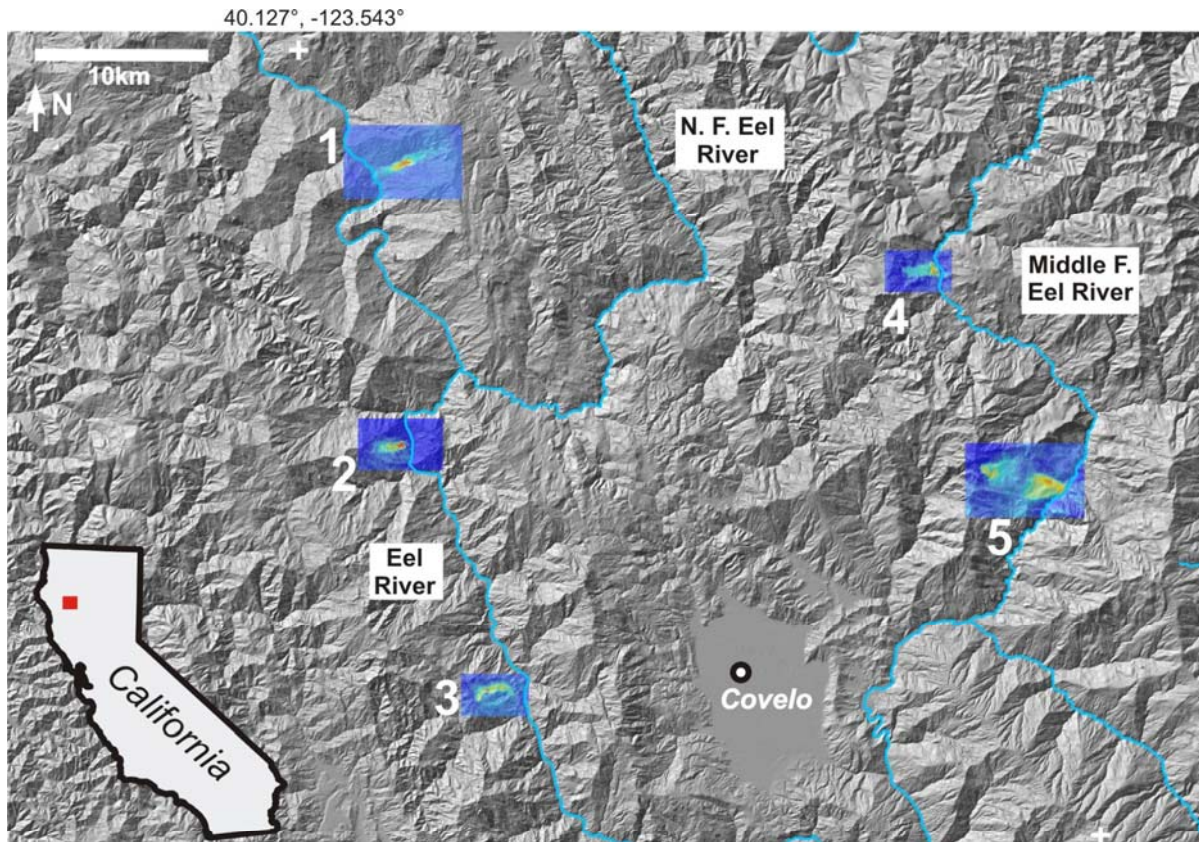 40.127°, -123.543°
10km
N
1
N. F. Eel
River
4
Middle F.
Eel River
2
5
Eel
River
3
Covelo
California